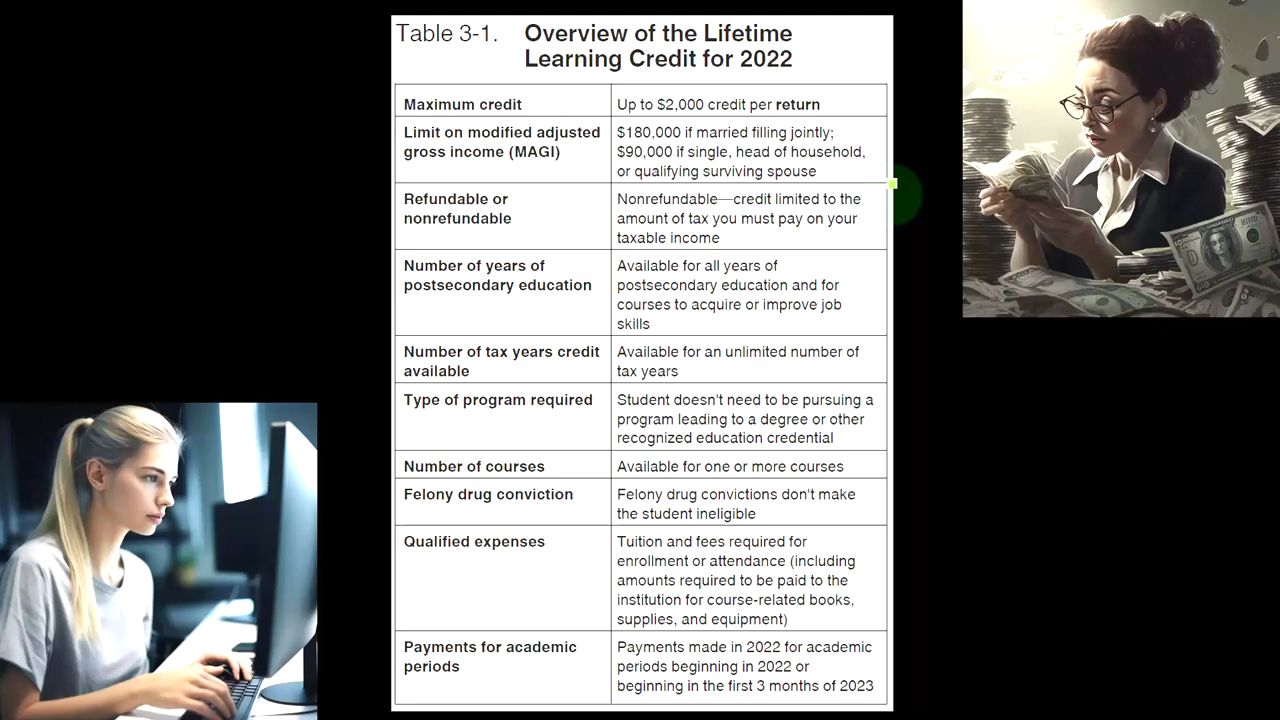 Table 3-1. Overview of the Lifetime
Learning Credit for 2022
Maximum credit
Up to $2,000 credit per return
Limit on modified adjusted
gross income (MAGI)
$180,000 if married filling jointly;
$90,000 if single, head of household,
or qualifying surviving spouse
Refundable or
nonrefundable
Nonrefundable—credit limited to the
amount of tax you must pay on your
taxable income
Number of years of
postsecondary education
Available for all years of
postsecondary education and for
courses to acquire or improve job
skills
Number of tax years credit
available
Available for an unlimited number of
tax years
Type of program required
Student doesn't need to be pursuing a
program leading to a degree or other
recognized education credential
Number of courses
Available for one or more courses
Felony drug conviction
Felony drug convictions don't make
the student ineligible
Qualified expenses
Tuition and fees required for
enrollment or attendance (including
amounts required to be paid to the
institution for course-related books,
supplies, and equipment)
Payments for academic
periods
Payments made in 2022 for academic
periods beginning in 2022 or
beginning in the first 3 months of 2023